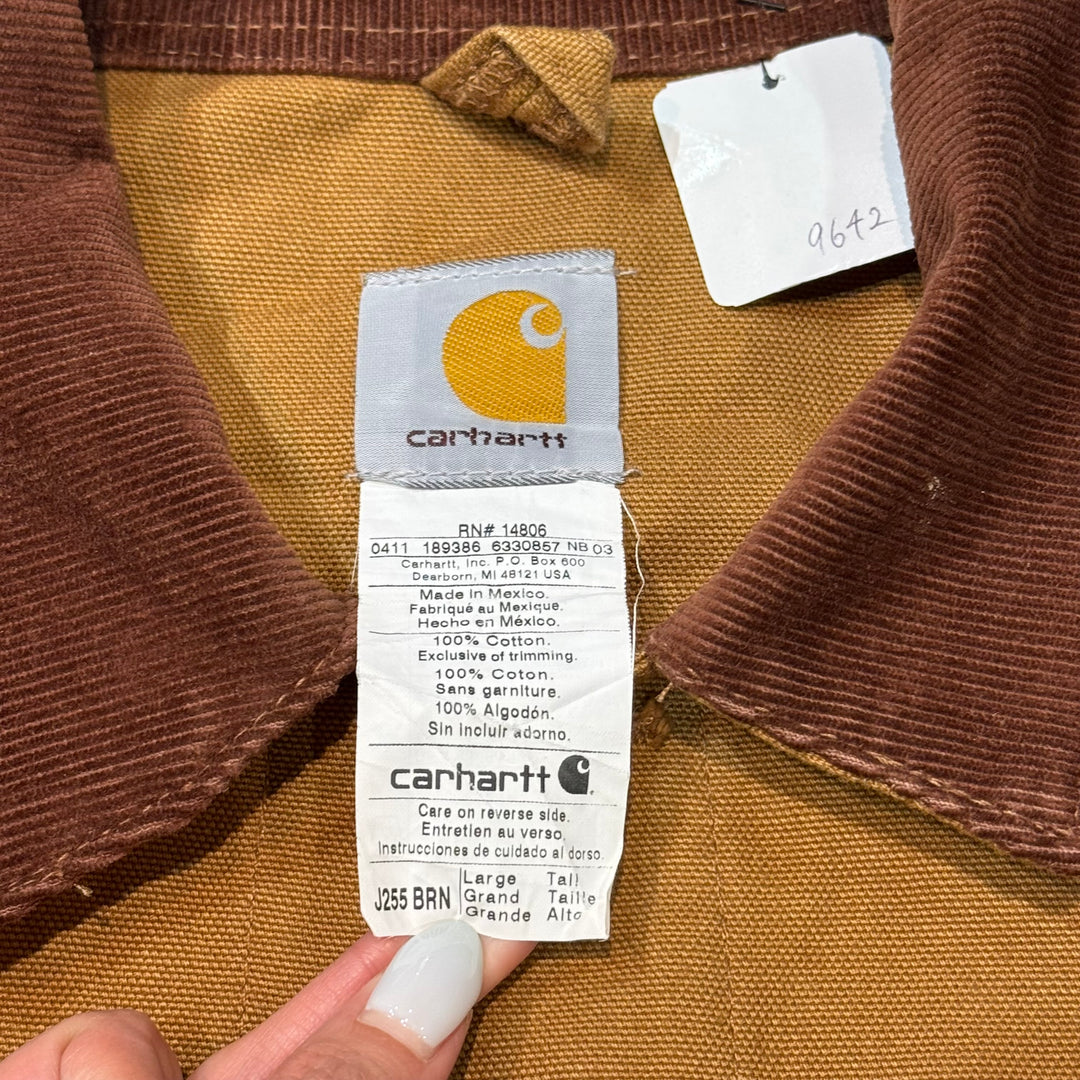 9642
carhartt
RN# 14806
0411 189386 6330857 NB 03
Carhartt, Inc. P.O. Box 600
Dearborn, MI 48121 USA
Made in Mexico.
Fabriqué au Mexique.
Hecho en México.
100% Cotton.
Exclusive of trimming.
100% Coton.
Sans garniture.
100% Algodón.
Sin incluir adorno.
carhartt
Care on reverse side.
Entretien au verso,
Instrucciones de cuidado al dorso.
J255 BRN
Large Tall
Grand Taille
Grande Alto